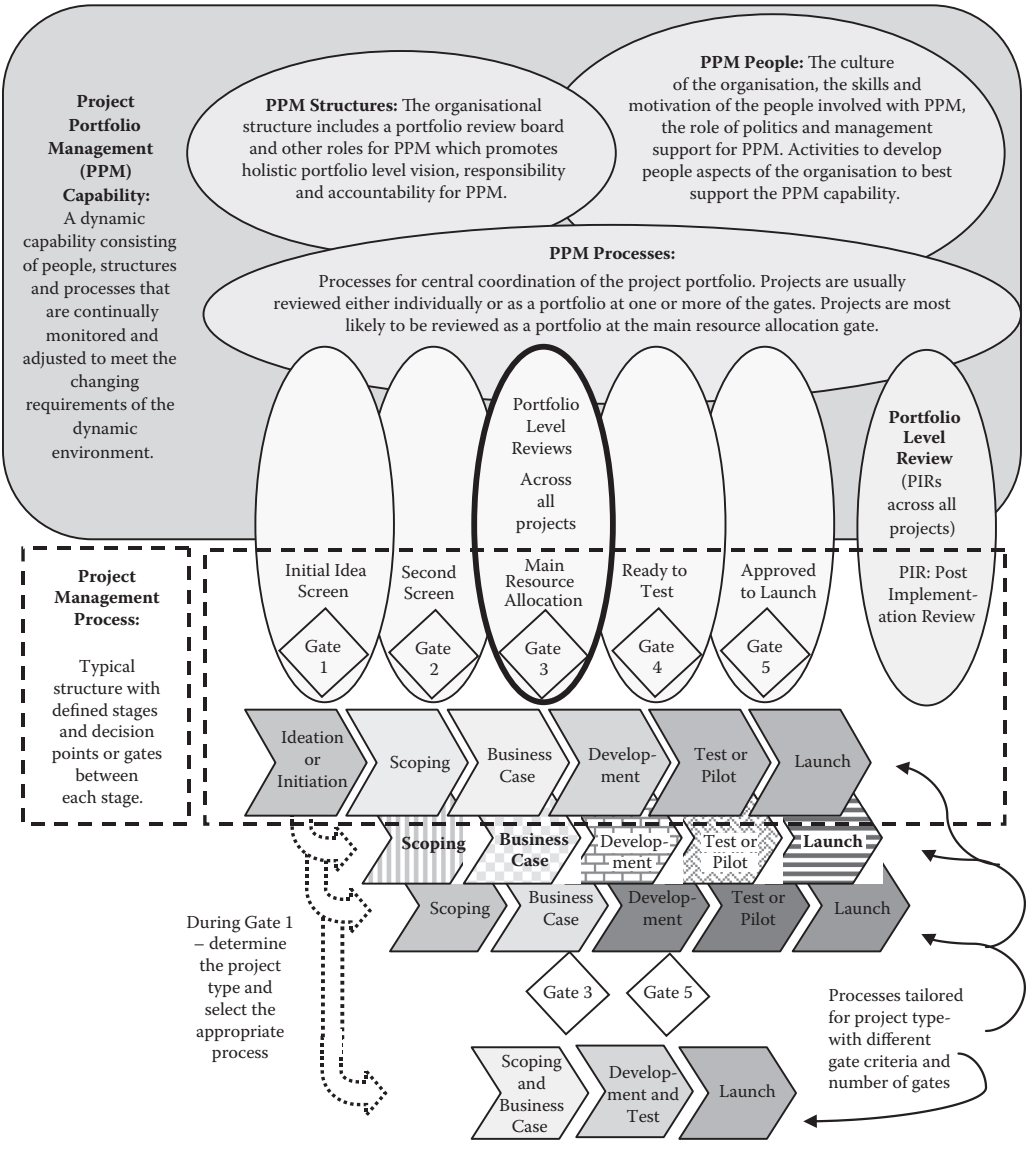 Project
Portfolio
Management
(PPM)
Capability:
A dynamic
capability consisting
of people, structures
and processes that
are continually
monitored and
adjusted to meet the
changing
requirements of the
dynamic
environment.
PPM Structures: The organisational
structure includes a portfolio review board
and other roles for PPM which promotes
holistic portfolio level vision, responsibility
and accountability for PPM.
PPM People: The culture
of the organisation, the skills and
motivation of the people involved with PPM,
the role of politics and management
support for PPM. Activities to develop
people aspects of the organisation to best
support the PPM capability.
PPM Processes:
Processes for central coordination of the project portfolio. Projects are usually
reviewed either individually or as a portfolio at one or more of the gates. Projects are most
likely to be reviewed as a portfolio at the main resource allocation gate.
Portfolio
Level
Reviews
Across
all
projects
Portfolio
Level
Review
(PIRs
across all
projects)
Project
Management
Process:
Typical
structure with
defined stages
and decision
points or gates
between
each stage.
Initial Idea
Screen
Gate
1
Second
Screen
Gate
2
Main
Resource
Allocation
Gate
3
Ready to
Test
Gate
4
Approved
to Launch
Gate
5
PIR: Post
Implement-
ation Review
Ideation
or
Initiation
Scoping
Business
Case
Develop-
ment
Test or
Pilot
Launch
Scoping
Business
Case
Develop-
ment
Test or
Pilot
Launch
Scoping
Business
Case
Develop-
ment
Test or
Pilot
Launch
During Gate 1
– determine
the project
type and
select the
appropriate
process
Gate 3
Gate 5
Processes tailored
for project type-
with different
gate criteria and
number of gates
Scoping
and
Business
Case
Develop-
ment and
Test
Launch